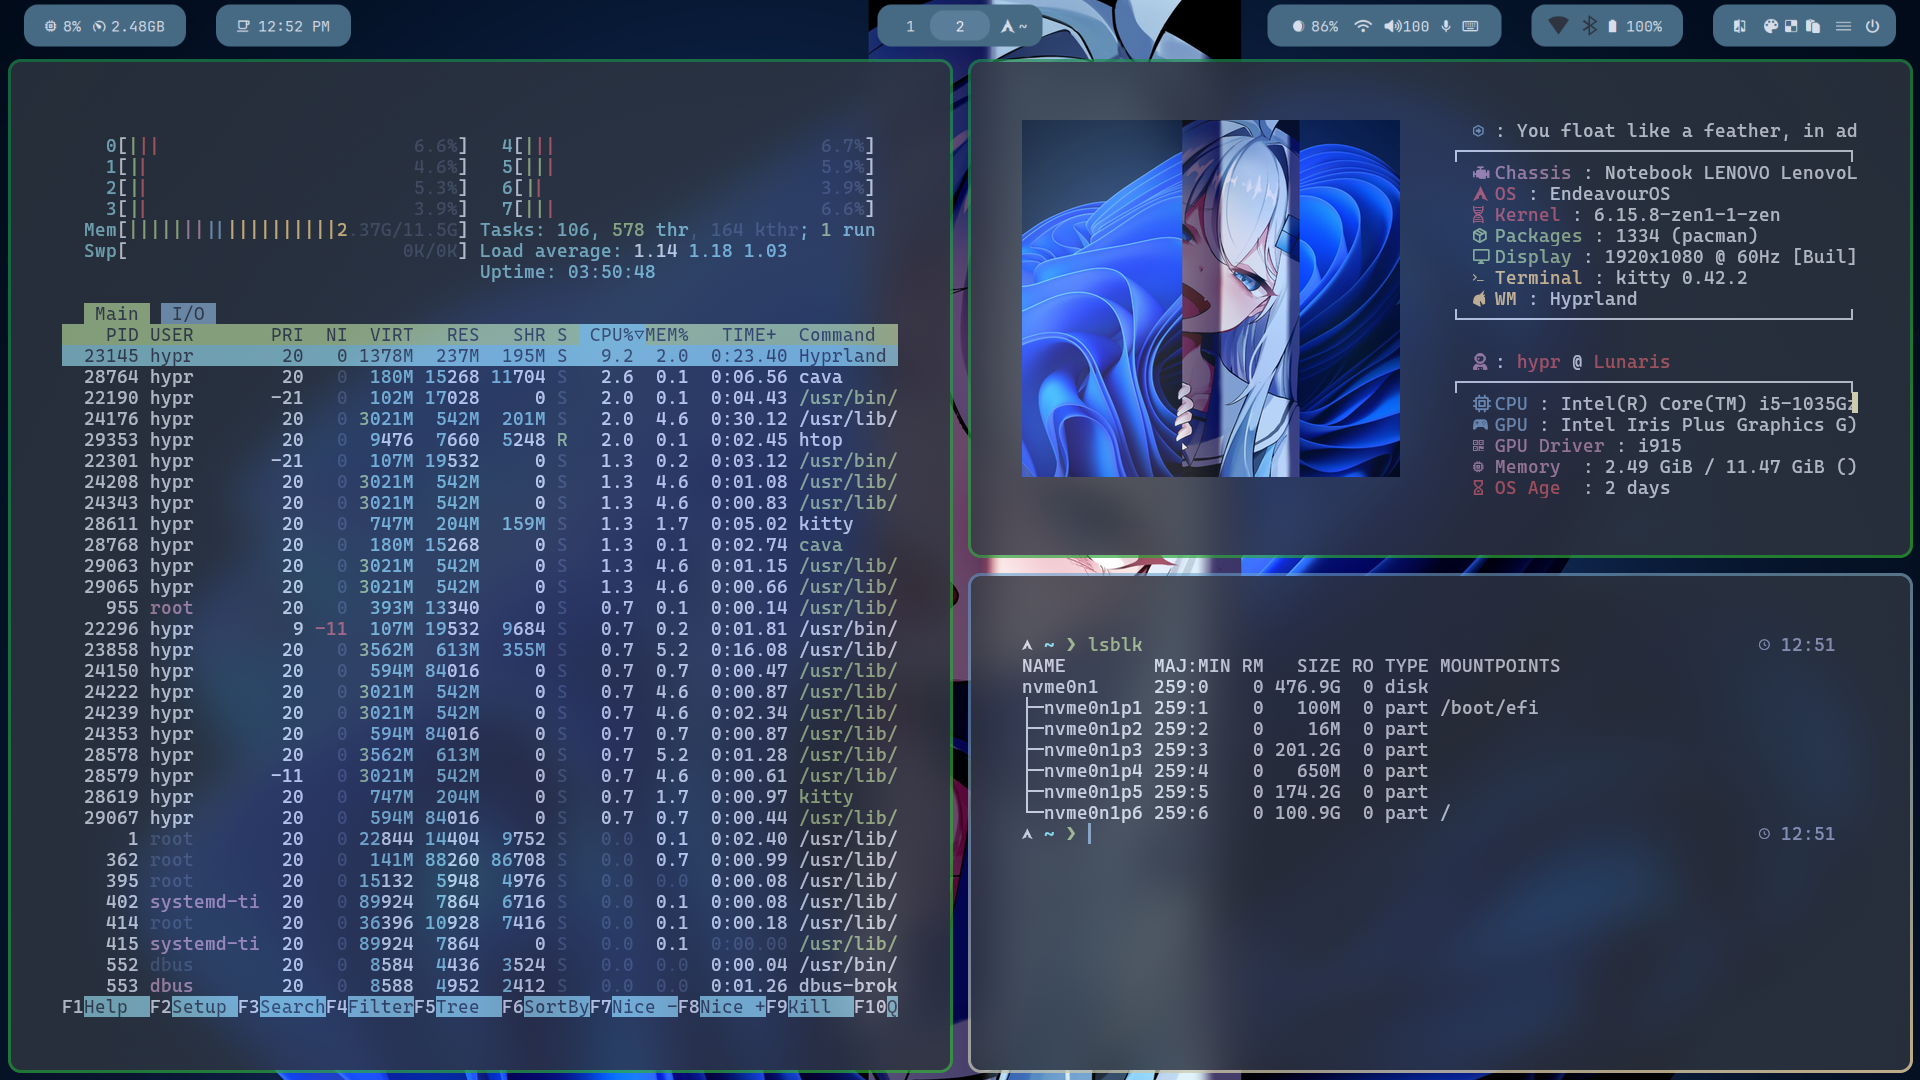 8% 2.48GB
12:52 PM
1 2 ~
86% 100
100%
0[||| 6.6%] 4[||| 6.7%]
1[|| 4.6%] 5[||| 5.9%]
2[|| 5.3%] 6[|| 3.9%]
3[|| 3.9%] 7[||| 6.6%]
Mem[|||||||||||||||||||2.37G/11.5G] Tasks: 106, 578 thr, 164 kthr; 1 run
Swp[ 0K/0K] Load average: 1.14 1.18 1.03
Uptime: 03:50:48
Main I/O
PID USER PRI NI VIRT RES SHR S CPU%▽MEM% TIME+ Command
23145 hypr 20 0 1378M 237M 195M S 9.2 2.0 0:23.40 Hyprland
28764 hypr 20 0 180M 15268 11704 S 2.6 0.1 0:06.56 cava
22190 hypr -21 0 102M 17028 0 S 2.0 0.1 0:04.43 /usr/bin/
24176 hypr 20 0 3021M 542M 201M S 2.0 4.6 0:30.12 /usr/lib/
29353 hypr 20 0 9476 7660 5248 R 2.0 0.1 0:02.45 htop
22301 hypr -21 0 107M 19532 0 S 1.3 0.2 0:03.12 /usr/bin/
24208 hypr 20 0 3021M 542M 0 S 1.3 4.6 0:01.08 /usr/lib/
24343 hypr 20 0 3021M 542M 0 S 1.3 4.6 0:00.83 /usr/lib/
28611 hypr 20 0 747M 204M 159M S 1.3 1.7 0:05.02 kitty
28768 hypr 20 0 180M 15268 0 S 1.3 0.1 0:02.74 cava
29063 hypr 20 0 3021M 542M 0 S 1.3 4.6 0:01.15 /usr/lib/
29065 hypr 20 0 3021M 542M 0 S 1.3 4.6 0:00.66 /usr/lib/
955 root 20 0 393M 13340 0 S 0.7 0.1 0:00.14 /usr/lib/
22296 hypr 9 -11 107M 19532 9684 S 0.7 0.2 0:01.81 /usr/bin/
23858 hypr 20 0 3562M 613M 355M S 0.7 5.2 0:16.08 /usr/lib/
24150 hypr 20 0 594M 84016 0 S 0.7 0.7 0:00.47 /usr/lib/
24222 hypr 20 0 3021M 542M 0 S 0.7 4.6 0:00.87 /usr/lib/
24239 hypr 20 0 3021M 542M 0 S 0.7 4.6 0:02.34 /usr/lib/
24353 hypr 20 0 594M 84016 0 S 0.7 0.7 0:00.87 /usr/lib/
28578 hypr 20 0 3562M 613M 0 S 0.7 5.2 0:01.28 /usr/lib/
28579 hypr -11 0 3021M 542M 0 S 0.7 4.6 0:00.61 /usr/lib/
28619 hypr 20 0 747M 204M 0 S 0.7 1.7 0:00.97 kitty
29067 hypr 20 0 594M 84016 0 S 0.7 0.7 0:00.44 /usr/lib/
1 root 20 0 22844 14404 9752 S 0.0 0.1 0:02.40 /usr/lib/
362 root 20 0 141M 88260 86708 S 0.0 0.7 0:00.99 /usr/lib/
395 root 20 0 15132 5948 4976 S 0.0 0.0 0:00.08 /usr/lib/
402 systemd-ti 20 0 89924 7864 6716 S 0.0 0.1 0:00.08 /usr/lib/
414 root 20 0 36396 10928 7416 S 0.0 0.1 0:00.18 /usr/lib/
415 systemd-ti 20 0 89924 7864 0 S 0.0 0.1 0:00.00 /usr/lib/
552 dbus 20 0 8584 4436 3524 S 0.0 0.0 0:00.04 /usr/bin/
553 dbus 20 0 8588 4952 2412 S 0.0 0.0 0:01.26 dbus-brok
F1Help F2Setup F3SearchF4FilterF5Tree F6SortByF7Nice -F8Nice +F9Kill F10Q
: You float like a feather, in ad
Chassis : Notebook LENOVO LenovoL
OS : EndeavourOS
Kernel : 6.15.8-zen1-1-zen
Packages : 1334 (pacman)
Display : 1920x1080 @ 60Hz [Buil]
Terminal : kitty 0.42.2
WM : Hyprland
: hypr @ Lunaris
CPU : Intel(R) Core(TM) i5-1035G
GPU : Intel Iris Plus Graphics G)
GPU Driver : i915
Memory : 2.49 GiB / 11.47 GiB ()
OS Age : 2 days
~ ❯ lsblk 12:51
NAME MAJ:MIN RM SIZE RO TYPE MOUNTPOINTS
nvme0n1 259:0 0 476.9G 0 disk
├─nvme0n1p1 259:1 0 100M 0 part /boot/efi
├─nvme0n1p2 259:2 0 16M 0 part
├─nvme0n1p3 259:3 0 201.2G 0 part
├─nvme0n1p4 259:4 0 650M 0 part
├─nvme0n1p5 259:5 0 174.2G 0 part
└─nvme0n1p6 259:6 0 100.9G 0 part /
~ ❯ 12:51